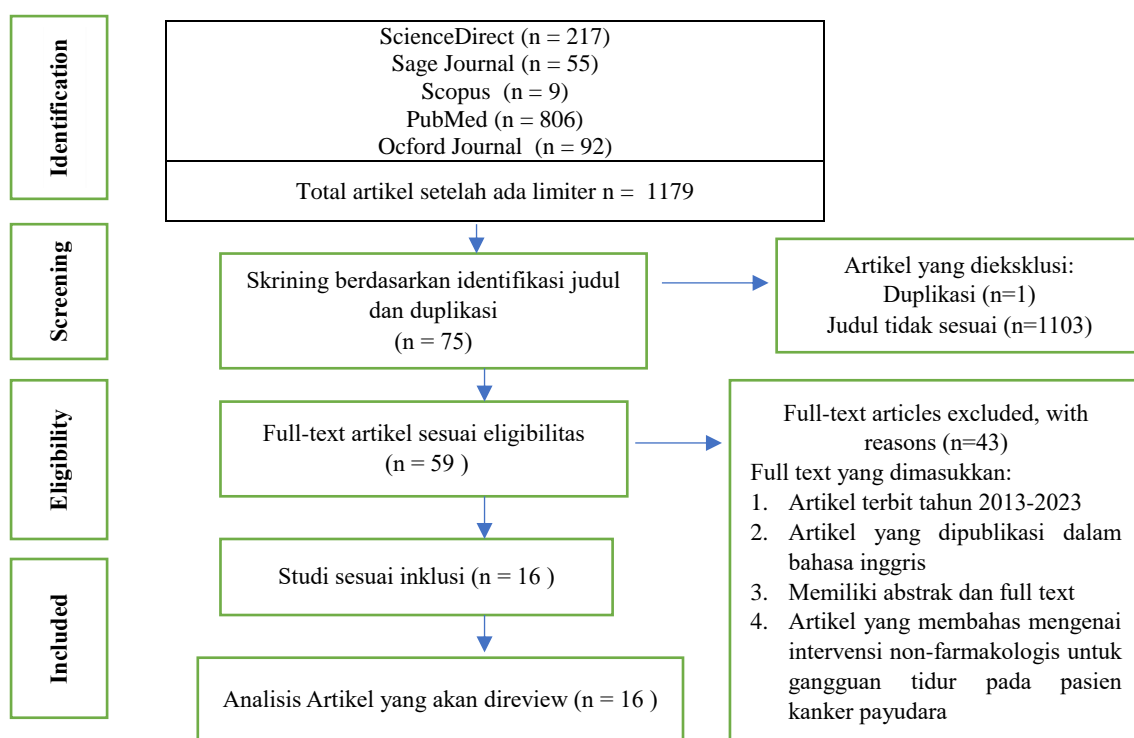 Identification
ScienceDirect (n = 217)
Sage Journal (n = 55)
Scopus (n = 9)
PubMed (n = 806)
Ocford Journal (n = 92)
Total artikel setelah ada limiter n = 1179
Screening
Skrining berdasarkan identifikasi judul
dan duplikasi
(n = 75)
Artikel yang dieksklusi:
Duplikasi (n=1)
Judul tidak sesuai (n=1103)
Eligibility
Full-text artikel sesuai eligibilitas
(n = 59 )
Full-text articles excluded, with
reasons (n=43)
Full text yang dimasukkan:
1. Artikel terbit tahun 2013-2023
2. Artikel yang dipublikasi dalam
bahasa inggris
3. Memiliki abstrak dan full text
4. Artikel yang membahas mengenai
intervensi non-farmakologis untuk
gangguan tidur pada pasien
kanker payudara
Included
Studi sesuai inklusi (n = 16 )
Analisis Artikel yang akan direview (n = 16 )